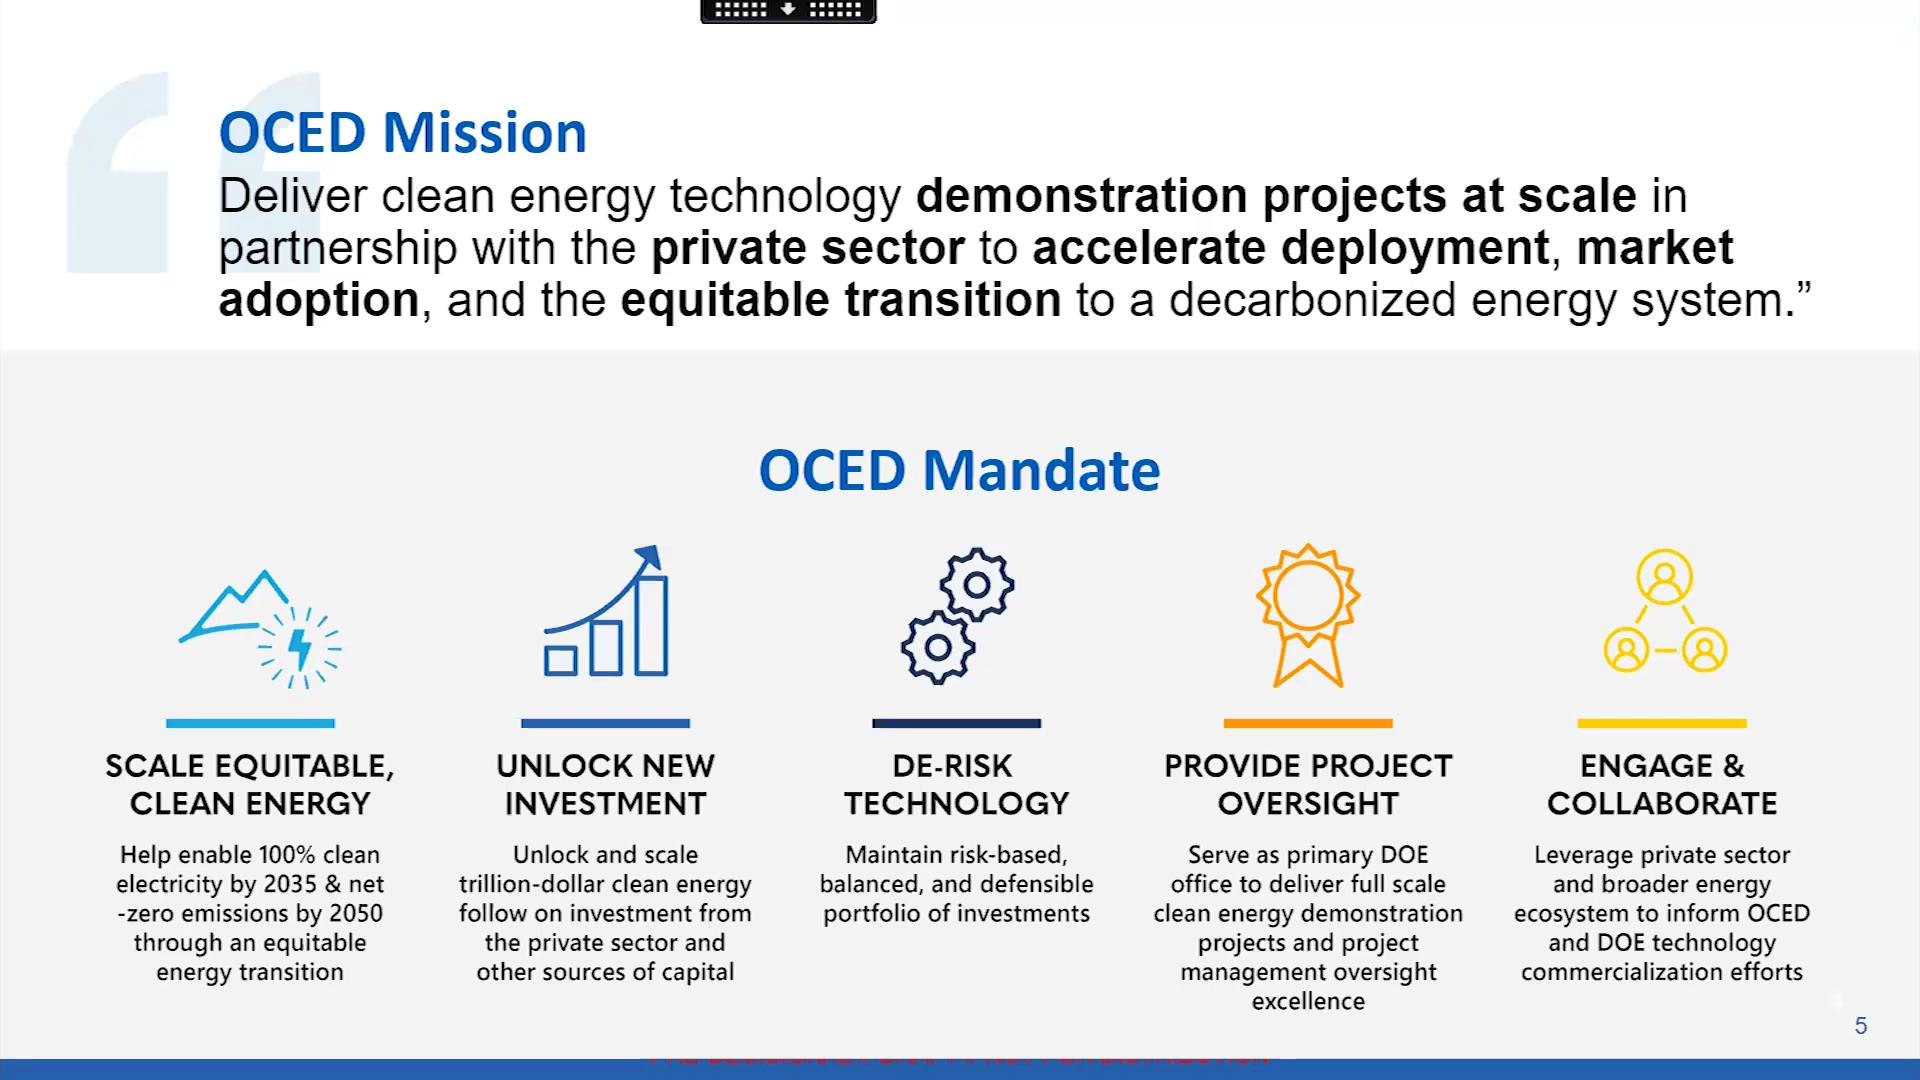 OCED Mission
Deliver clean energy technology demonstration projects at scale in
partnership with the private sector to accelerate deployment, market
adoption, and the equitable transition to a decarbonized energy system.”
OCED Mandate
SCALE EQUITABLE,
CLEAN ENERGY
Help enable 100% clean
electricity by 2035 & net
-zero emissions by 2050
through an equitable
energy transition
UNLOCK NEW
INVESTMENT
Unlock and scale
trillion-dollar clean energy
follow on investment from
the private sector and
other sources of capital
DE-RISK
TECHNOLOGY
Maintain risk-based,
balanced, and defensible
portfolio of investments
PROVIDE PROJECT
OVERSIGHT
Serve as primary DOE
office to deliver full scale
clean energy demonstration
projects and project
management oversight
excellence
ENGAGE &
COLLABORATE
Leverage private sector
and broader energy
ecosystem to inform OCED
and DOE technology
commercialization efforts
5